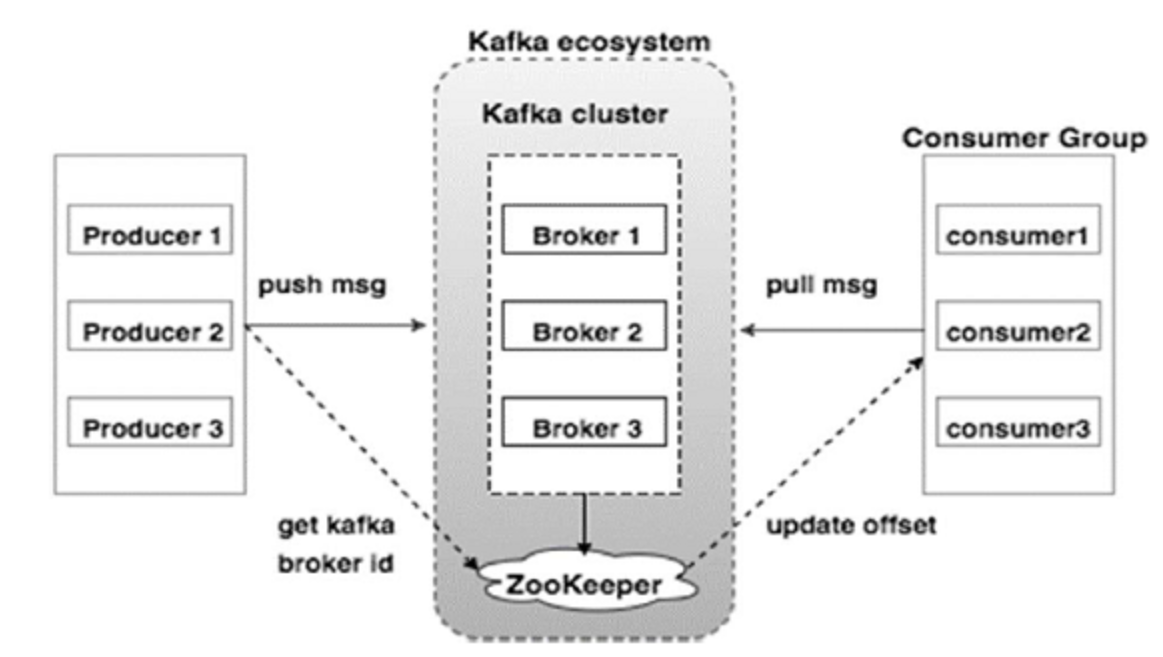 Kafka ecosystem
Kafka cluster
Consumer Group
Producer 1
Producer 2
Producer 3
push msg
get kafka
broker id
Broker 1
Broker 2
Broker 3
ZooKeeper
pull msg
update offset
consumer1
consumer2
consumer3